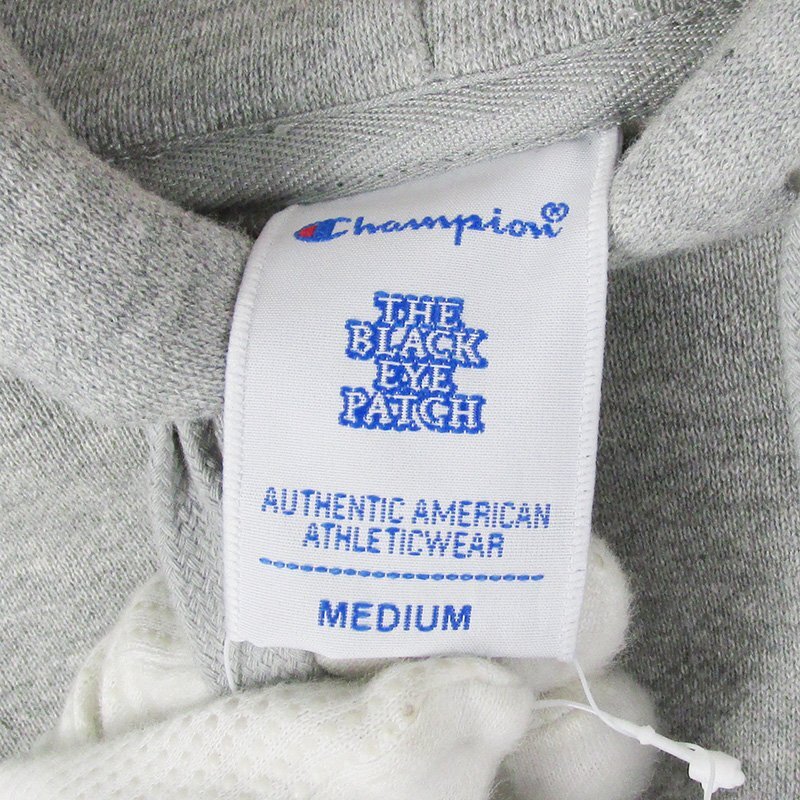 Champion
THE
BLACK
EYE
PATCH
AUTHENTIC AMERICAN
ATHLETICWEAR
MEDIUM